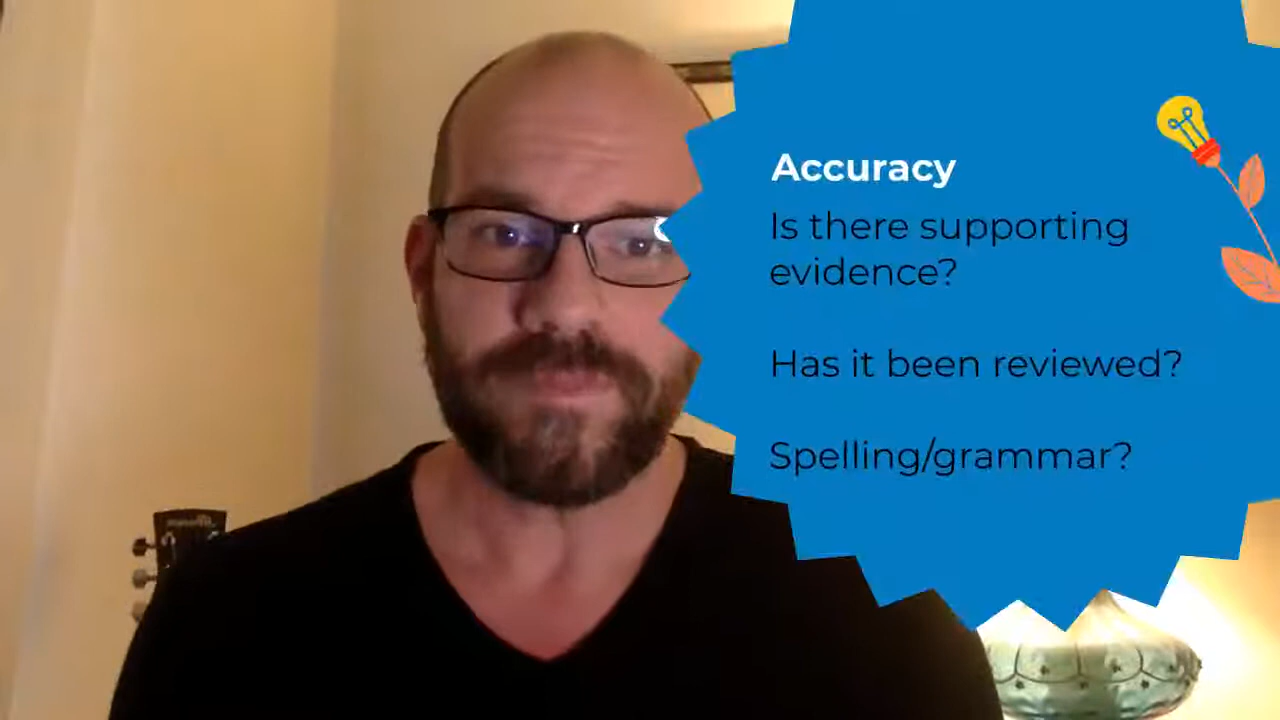 Accuracy
Is there supporting
evidence?
Has it been reviewed?
Spelling/grammar?